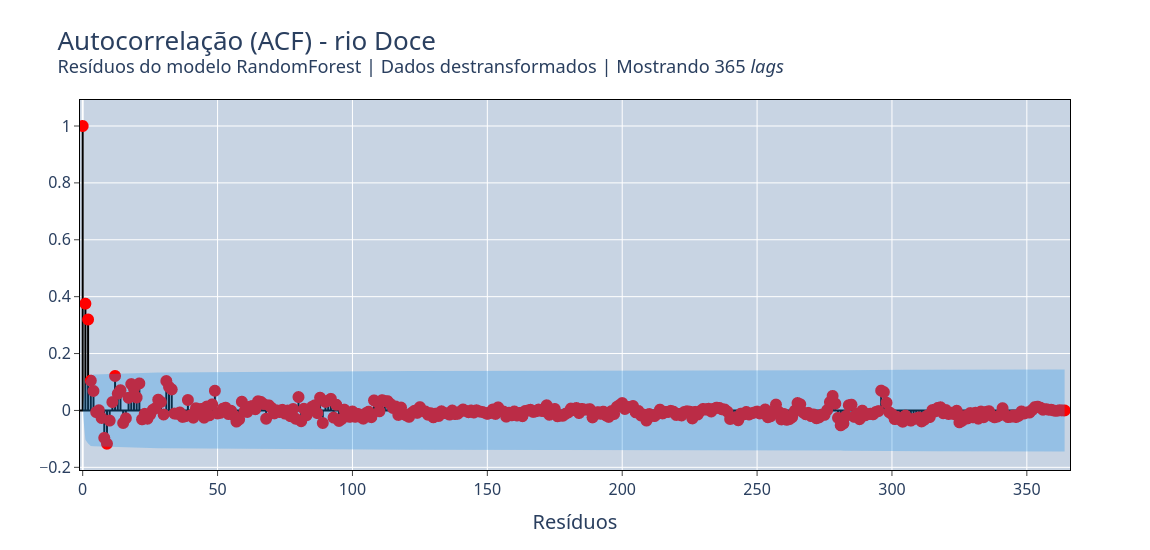 Autocorrelação (ACF) - rio Doce
Resíduos do modelo RandomForest | Dados destransformados | Mostrando 365 lags
1
0.8
0.6
0.4
0.2
0
−0.2
0 50 100 150 200 250 300 350
Resíduos